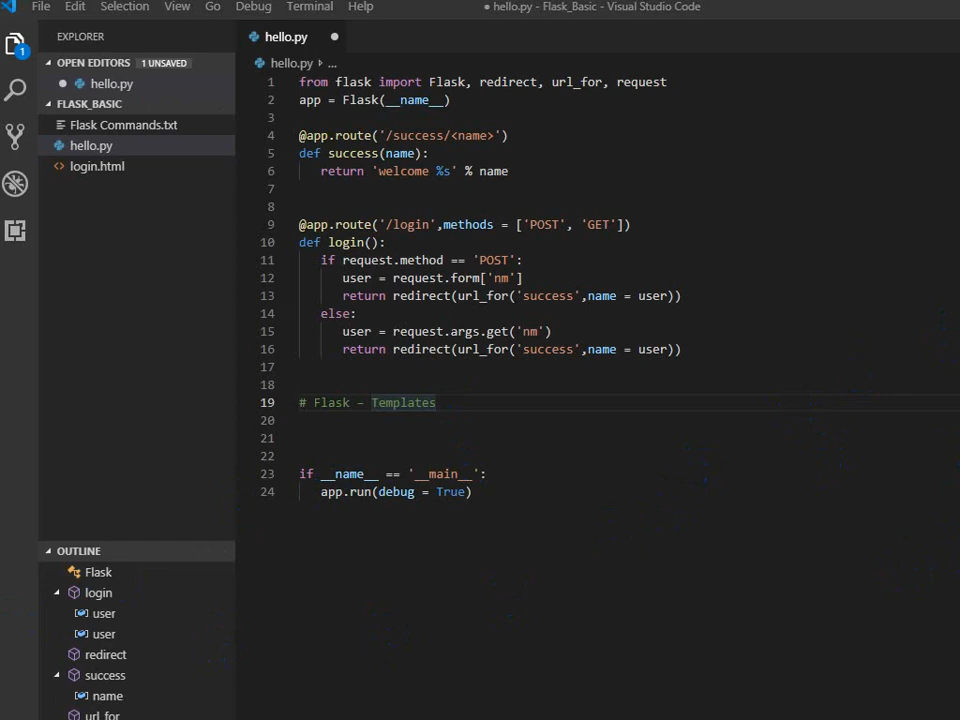 File Edit Selection View Go Debug Terminal Help ● hello.py - Flask_Basic - Visual Studio Code
EXPLORER
1
OPEN EDITORS 1 UNSAVED
● hello.py
FLASK_BASIC
Flask Commands.txt
hello.py
login.html
OUTLINE
Flask
login
user
user
redirect
success
name
url_for
hello.py ●
hello.py › ...
1 from flask import Flask, redirect, url_for, request
2 app = Flask(__name__)
3
4 @app.route('/success/<name>')
5 def success(name):
6 return 'welcome %s' % name
7
8
9 @app.route('/login',methods = ['POST', 'GET'])
10 def login():
11 if request.method == 'POST':
12 user = request.form['nm']
13 return redirect(url_for('success',name = user))
14 else:
15 user = request.args.get('nm')
16 return redirect(url_for('success',name = user))
17
18
19 # Flask – Templates
20
21
22
23 if __name__ == '__main__':
24 app.run(debug = True)